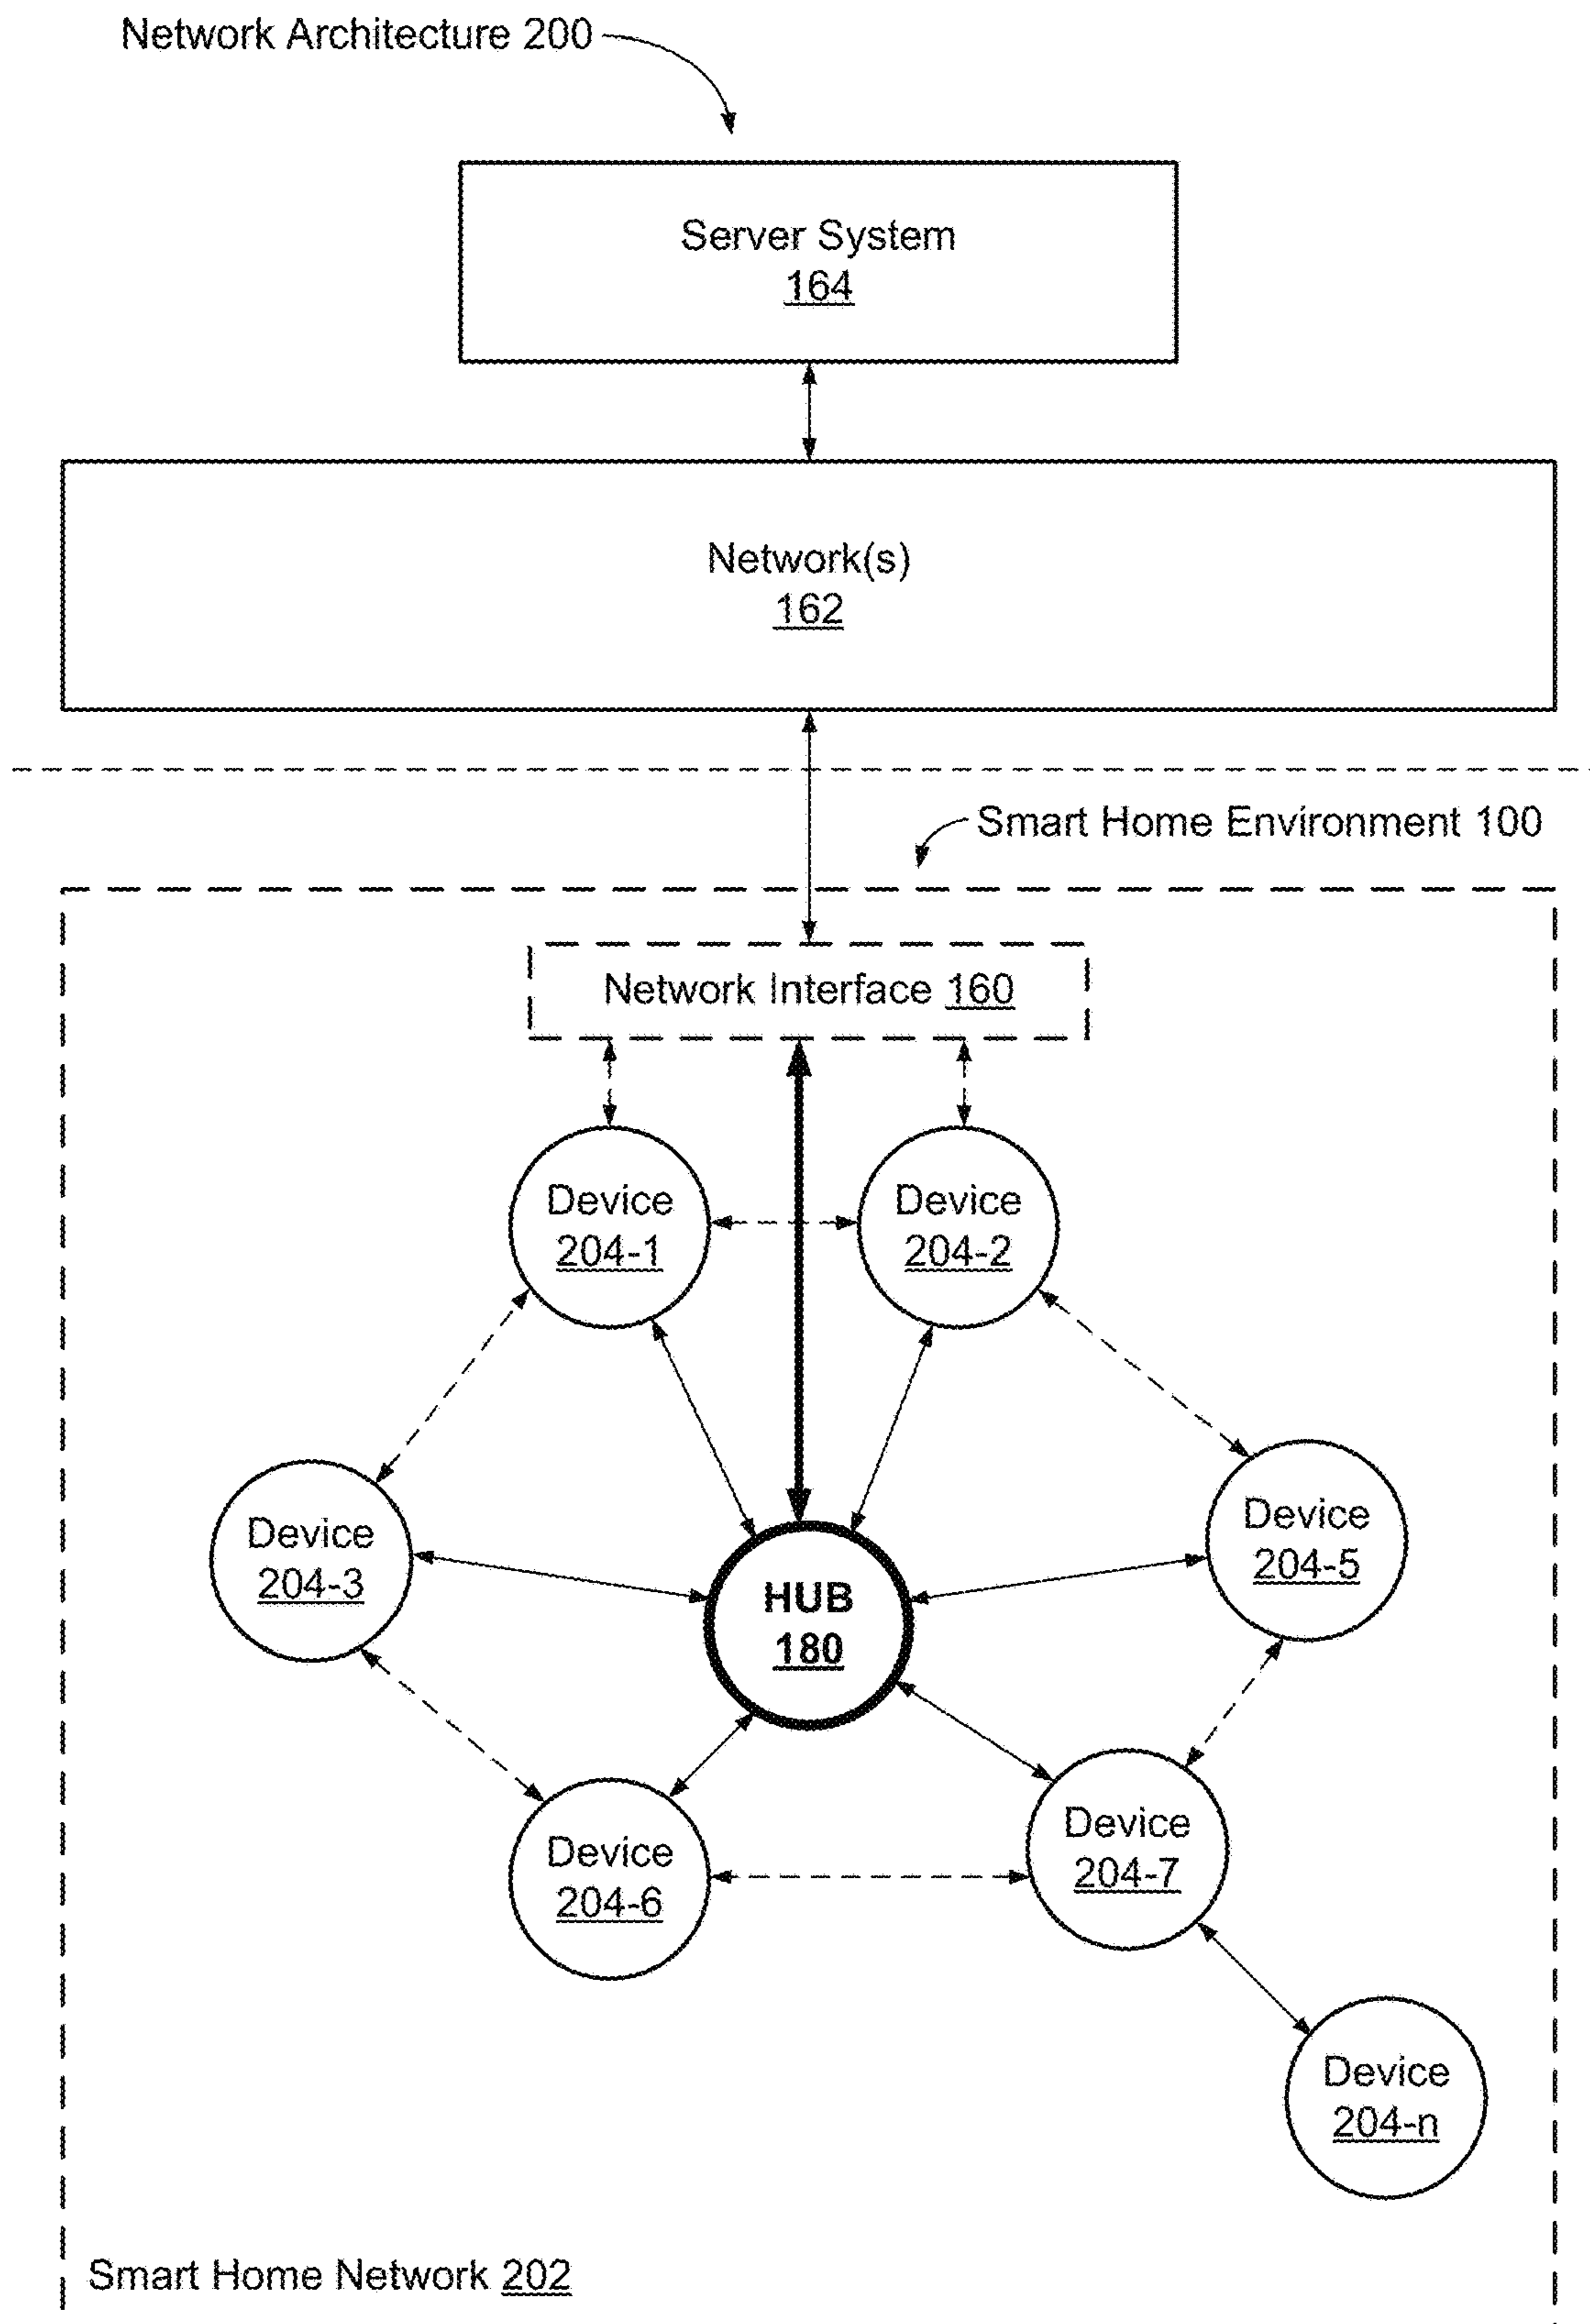 Network Architecture 200
Server System
164
Network(s)
162
Smart Home Environment 100
Network Interface 160
Device
204-1
Device
204-2
Device
204-3
Device
204-5
HUB
180
Device
204-6
Device
204-7
Device
204-n
Smart Home Network 202